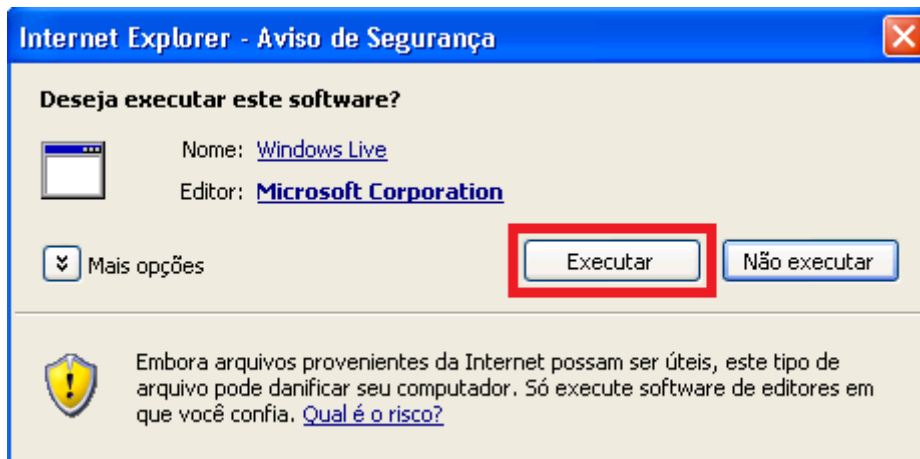 Internet Explorer - Aviso de Segurança
Deseja executar este software?
Nome: Windows Live
Editor: Microsoft Corporation
Mais opções
Executar
Não executar
Embora arquivos provenientes da Internet possam ser úteis, este tipo de
arquivo pode danificar seu computador. Só execute software de editores em
que você confia. Qual é o risco?